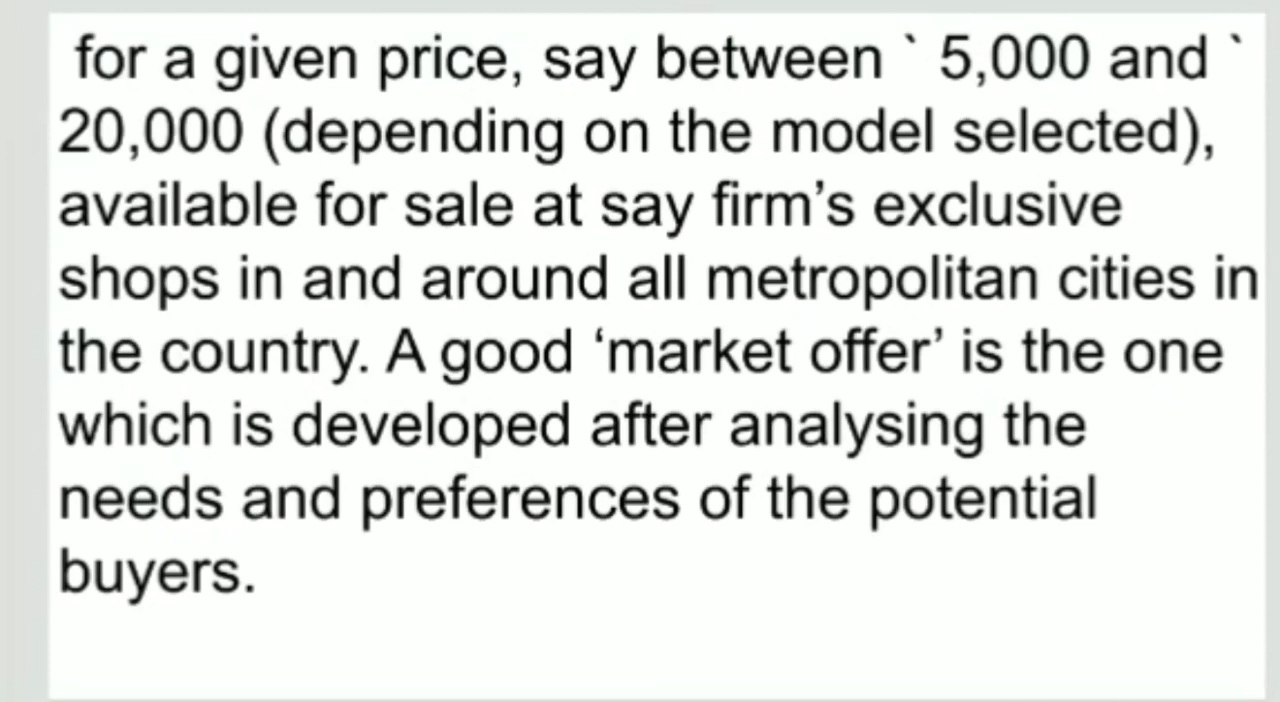 for a given price, say between ` 5,000 and `
20,000 (depending on the model selected),
available for sale at say firm’s exclusive
shops in and around all metropolitan cities in
the country. A good ‘market offer’ is the one
which is developed after analysing the
needs and preferences of the potential
buyers.